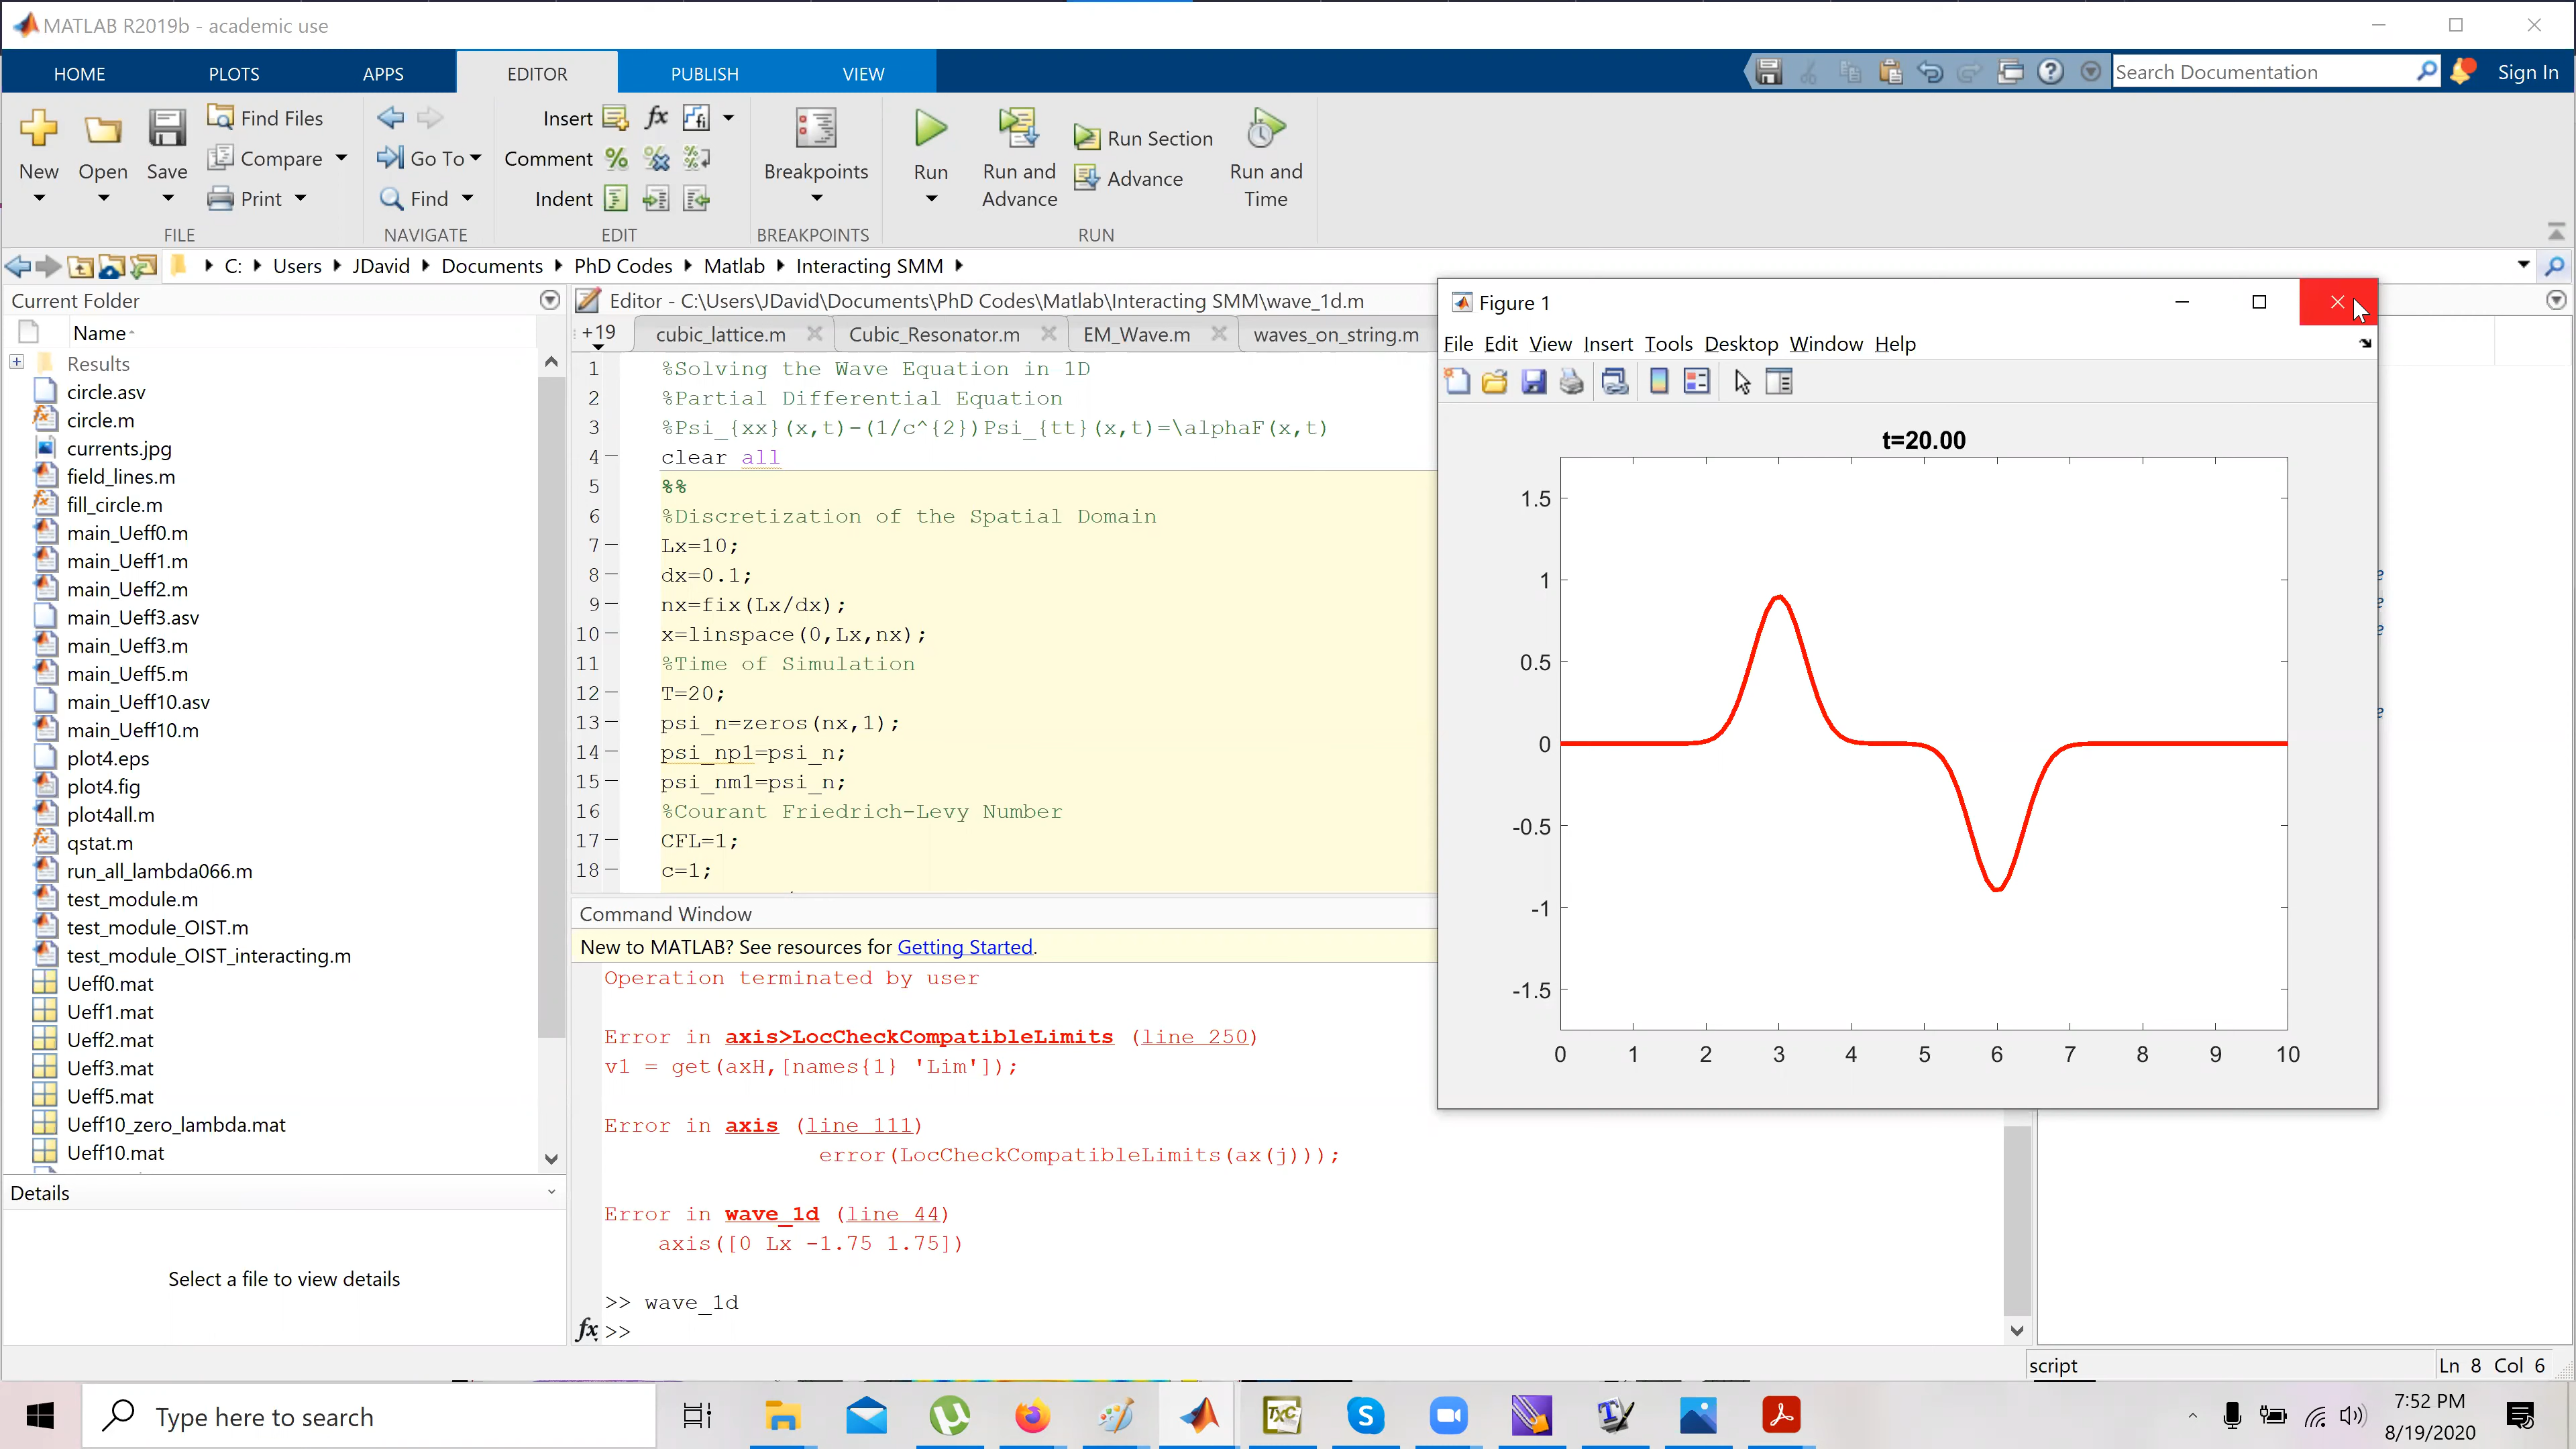 MATLAB R2019b - academic use
HOME PLOTS APPS EDITOR PUBLISH VIEW
Search Documentation
Sign In
New Open Save
Find Files
Compare
Print
FILE
Go To
Find
NAVIGATE
Insert fx fi
Comment
Indent
EDIT
Breakpoints
BREAKPOINTS
Run
Run and Advance
Run Section
Advance
Run and Time
RUN
C: Users JDavid Documents PhD Codes Matlab Interacting SMM
Current Folder
Name
Results
circle.asv
circle.m
currents.jpg
field_lines.m
fill_circle.m
main_Ueff0.m
main_Ueff1.m
main_Ueff2.m
main_Ueff3.asv
main_Ueff3.m
main_Ueff5.m
main_Ueff10.asv
main_Ueff10.m
plot4.eps
plot4.fig
plot4all.m
qstat.m
run_all_lambda066.m
test_module.m
test_module_OIST.m
test_module_OIST_interacting.m
Ueff0.mat
Ueff1.mat
Ueff2.mat
Ueff3.mat
Ueff5.mat
Ueff10_zero_lambda.mat
Ueff10.mat
Details
Select a file to view details
Editor - C:\Users\JDavid\Documents\PhD Codes\Matlab\Interacting SMM\wave_1d.m
+19 cubic_lattice.m Cubic_Resonator.m EM_Wave.m waves_on_string.m
1 %Solving the Wave Equation in 1D
2 %Partial Differential Equation
3 %Psi_{xx}(x,t)-(1/c^{2})Psi_{tt}(x,t)=\alphaF(x,t)
4 clear all
5 %%
6 %Discretization of the Spatial Domain
7 Lx=10;
8 dx=0.1;
9 nx=fix(Lx/dx);
10 x=linspace(0,Lx,nx);
11 %Time of Simulation
12 T=20;
13 psi_n=zeros(nx,1);
14 psi_np1=psi_n;
15 psi_nm1=psi_n;
16 %Courant Friedrich-Levy Number
17 CFL=1;
18 c=1;
Command Window
New to MATLAB? See resources for Getting Started.
Operation terminated by user
Error in axis>LocCheckCompatibleLimits (line 250)
v1 = get(axH,[names{1} 'Lim']);
Error in axis (line 111)
error(LocCheckCompatibleLimits(ax(j)));
Error in wave_1d (line 44)
axis([0 Lx -1.75 1.75])
>> wave_1d
fx >>
Figure 1
File Edit View Insert Tools Desktop Window Help
t=20.00
1.5
1
0.5
0
-0.5
-1
-1.5
0 1 2 3 4 5 6 7 8 9 10
script
Ln 8 Col 6
Type here to search
TxC
7:52 PM
8/19/2020